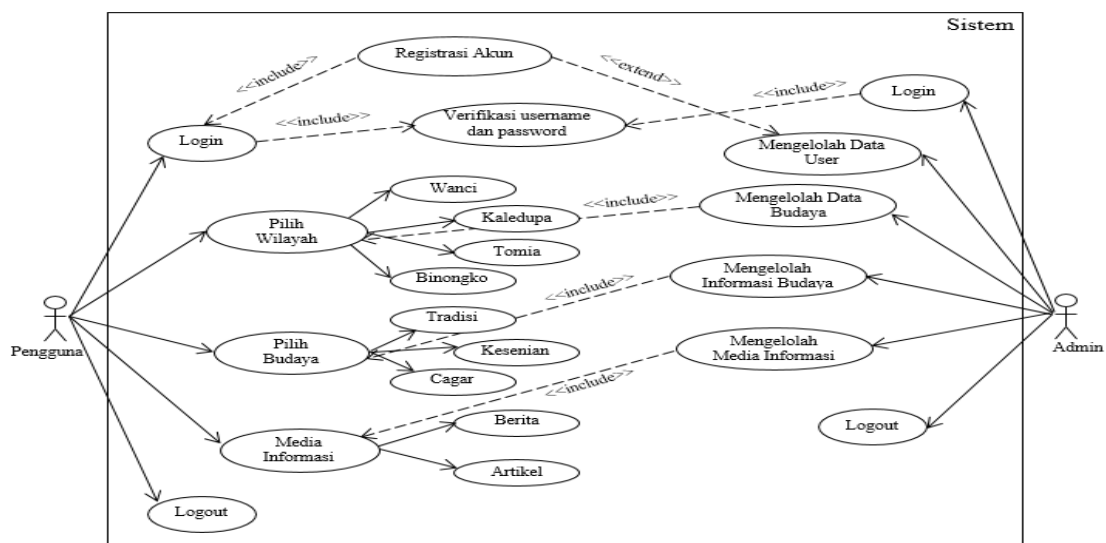 Sistem
Registrasi Akun
<<include>>
<<extend>>
<<include>>
Login
<<include>>
Verifikasi username
dan password
Login
Mengelolah Data
User
Wanci
<<include>>
Mengelolah Data
Budaya
Pilih
Wilayah
Kaledupa
Tomia
Binongko
Mengelolah
Informasi Budaya
<<include>>
Tradisi
Pengguna
Admin
Pilih
Budaya
Kesenian
Mengelolah
Media Informasi
Cagar
<<include>>
Berita
Media
Informasi
Logout
Artikel
Logout